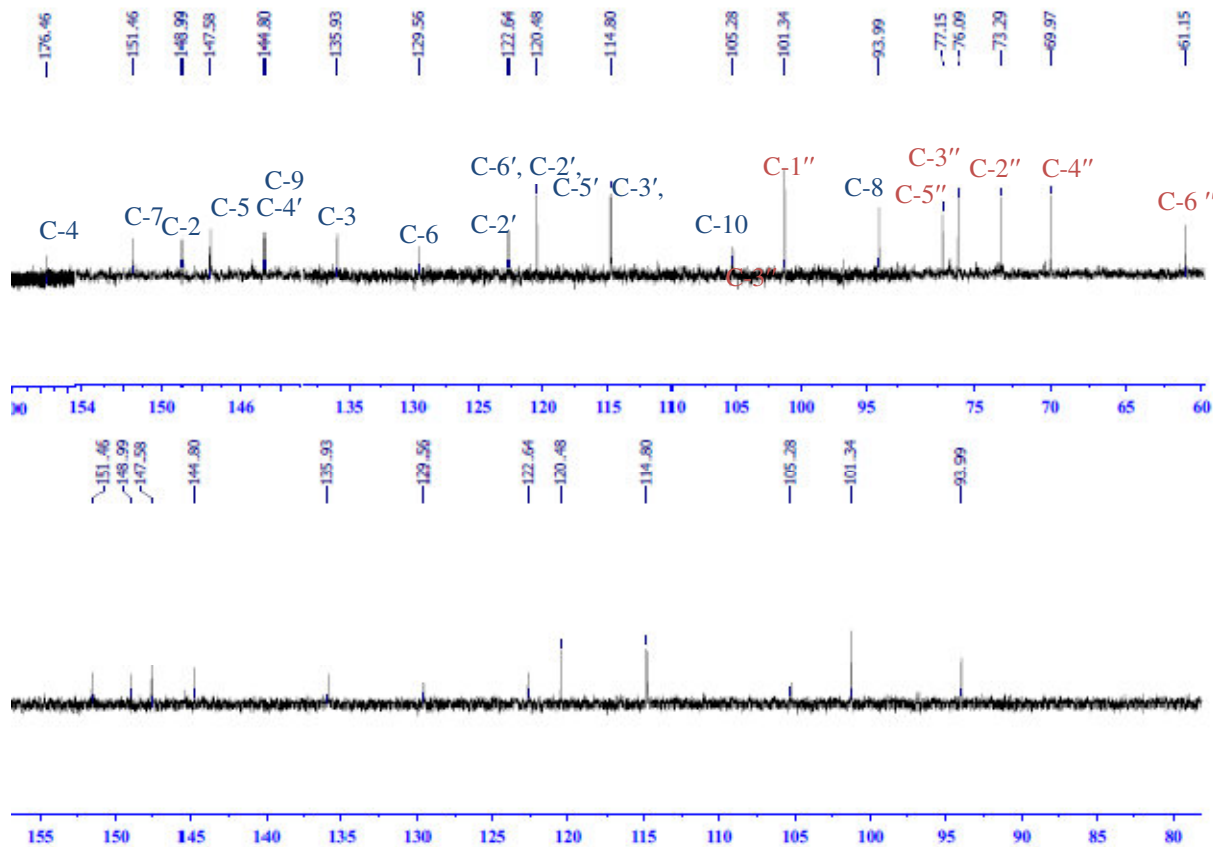 176.46 151.46 148.99 147.58 144.80 135.93 129.56 122.64 120.48 114.80 105.28 101.34 93.99 77.15 76.09 73.29 69.97 61.15
C-6′, C-2′, C-1′′ C-3′′ C-2′′ C-4′′
C-9 C-5′ C-3′, C-8 C-5′′ C-6 ′′
C-4 C-7 C-2 C-5 C-4′ C-3 C-6 C-2′ C-10
C-3′′
00 154 150 146 135 130 125 120 115 110 105 100 95 75 70 65 60
151.46 148.99 147.58 144.80 135.93 129.56 122.64 120.48 114.80 105.28 101.34 93.99
155 150 145 140 135 130 125 120 115 110 105 100 95 90 85 80